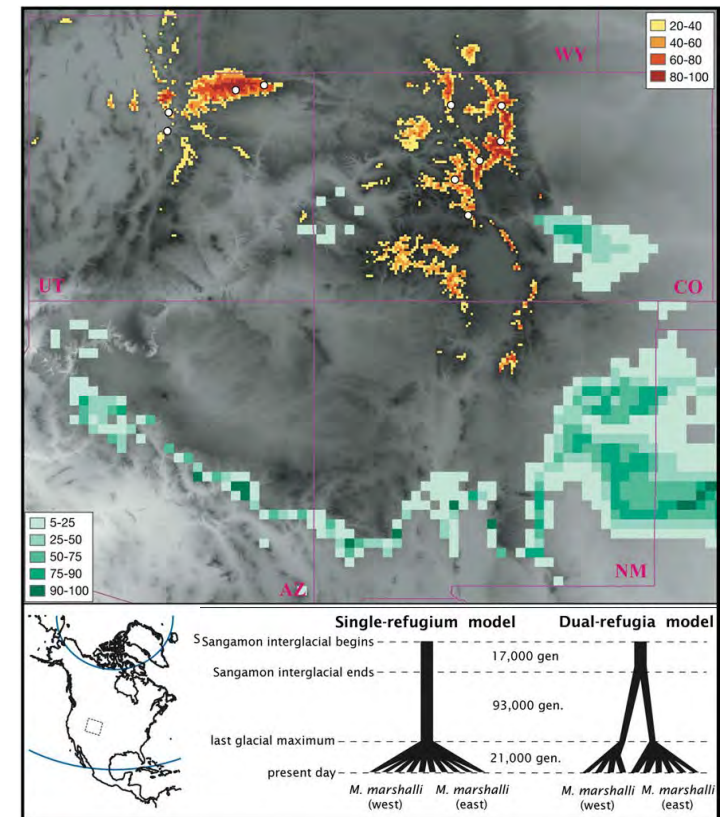 WY
20-40
40-60
60-80
80-100
UT
CO
5-25
25-50
50-75
75-90
90-100
AZ
NM
Single-refugium model
Dual-refugia model
S Sangamon interglacial begins
17,000 gen
Sangamon interglacial ends
93,000 gen.
last glacial maximum
21,000 gen.
present day
M. marshalli
(west)
M. marshalli
(east)
M. marshalli
(west)
M. marshalli
(east)